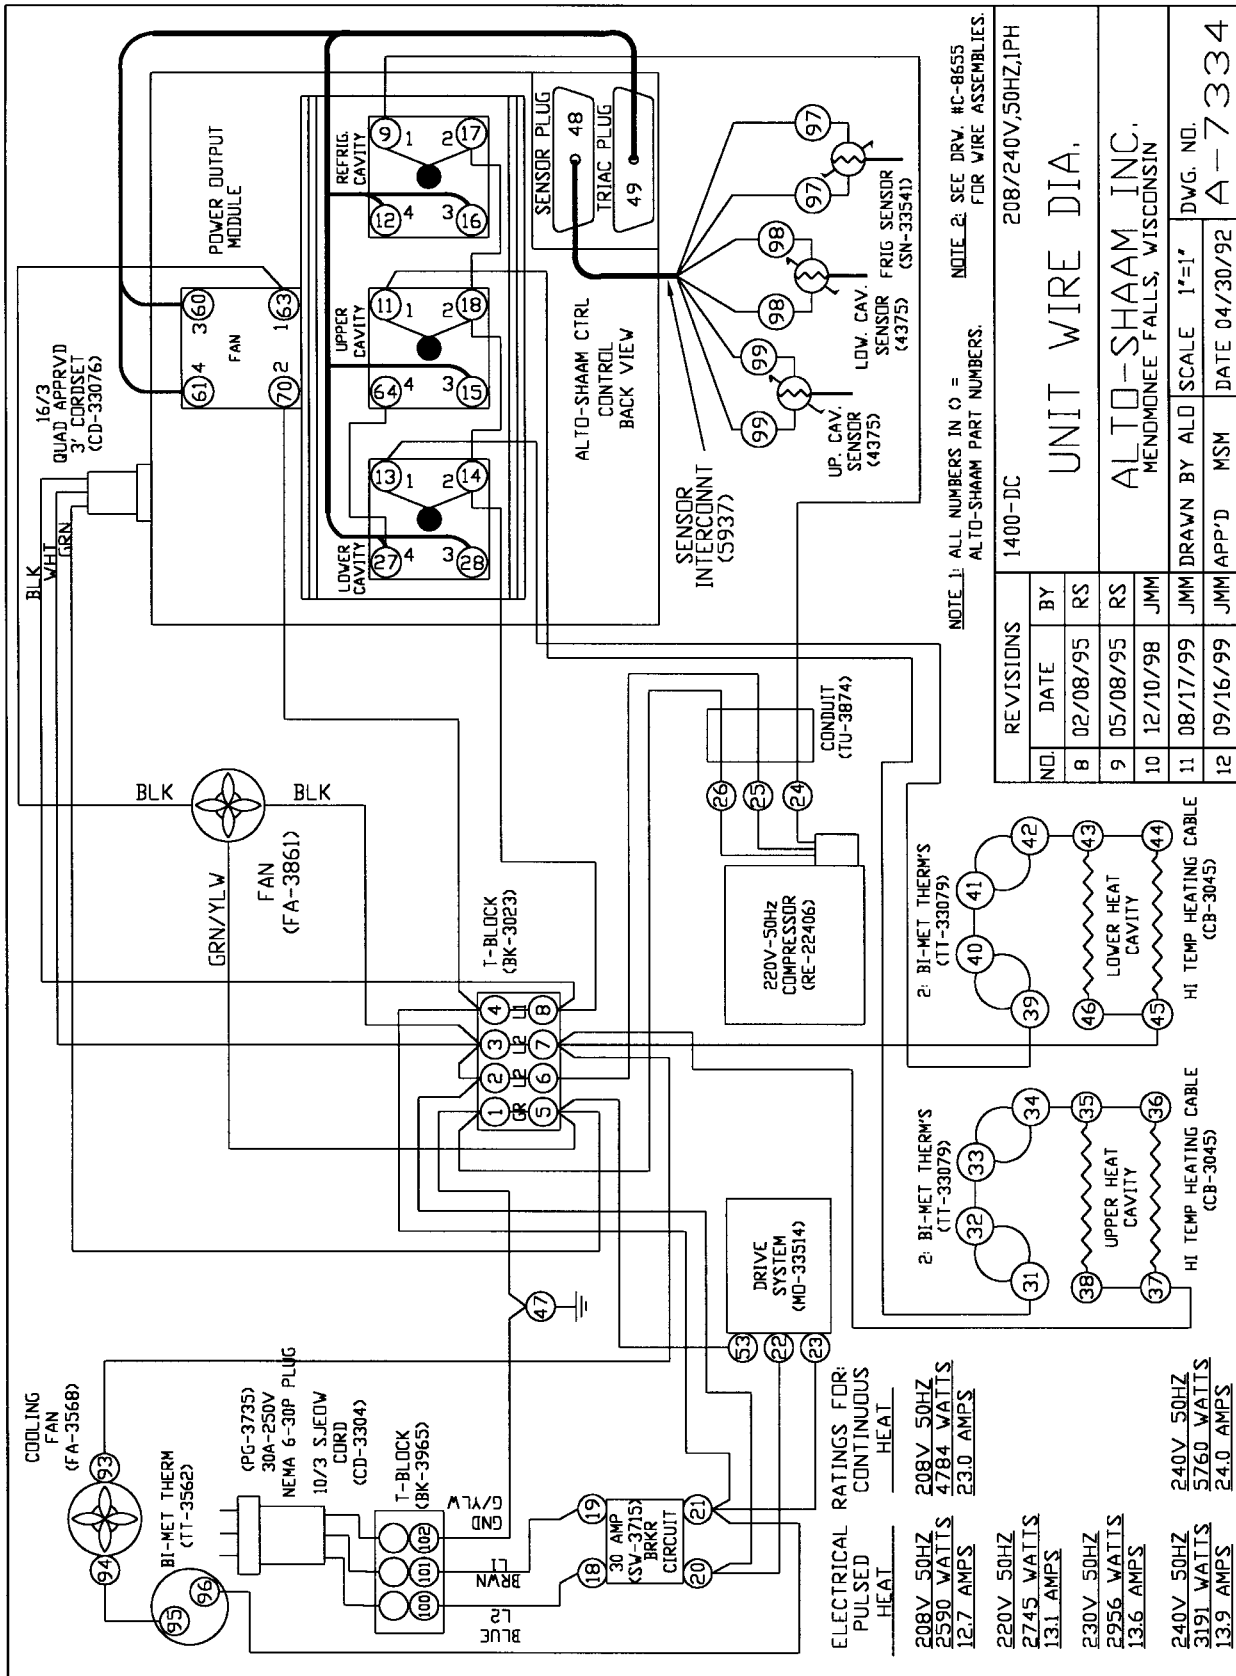 COOLING
FAN
(FA-3568)
94
93
BI-MET THERM
(TT-3562)
95
96
(PG-3735)
30A-250V
NEMA 6-30P PLUG
10/3 SJEOW
CORD
(CD-3304)
T-BLOCK
(BK-3965)
100
101
102
BLUE
L2
BRWN
L1
GND
G/YLW
18
19
30 AMP
(SW-3715)
BRKR
CIRCUIT
20
21
47
BLK
WHT
GRN
16/3
QUAD APPRVD
3' CORDSET
(CD-33076)
BLK
BLK
GRN/YLW
FAN
(FA-3861)
T-BLOCK
(BK-3023)
1
2
3
4
GR
L2
L2
L1
5
6
7
8
DRIVE
SYSTEM
(MO-33514)
53
22
23
220V-50Hz
COMPRESSOR
(RE-22406)
26
25
24
CONDUIT
(TU-3874)
61
4
3
60
FAN
70
2
1
63
POWER OUTPUT
MODULE
LOWER
CAVITY
27
4
13
1
2
14
3
28
UPPER
CAVITY
64
4
11
1
2
18
3
15
REFRIG.
CAVITY
12
4
9
1
2
17
3
16
ALTO-SHAAM CTRL
CONTROL
BACK VIEW
SENSOR PLUG
48
TRIAC PLUG
49
SENSOR
INTERCONNT
(5937)
99
99
98
98
97
97
UP. CAV.
SENSOR
(4375)
LOW. CAV.
SENSOR
(4375)
FRIG SENSOR
(SN-33541)
2: BI-MET THERM'S
(TT-33079)
31
32
33
34
38
35
UPPER HEAT
CAVITY
37
36
HI TEMP HEATING CABLE
(CB-3045)
2: BI-MET THERM'S
(TT-33079)
39
40
41
42
46
43
LOWER HEAT
CAVITY
45
44
HI TEMP HEATING CABLE
(CB-3045)
ELECTRICAL RATINGS FOR:
PULSED CONTINUOUS
HEAT HEAT
208V 50HZ 208V 50HZ
2590 WATTS 4784 WATTS
12.7 AMPS 23.0 AMPS
220V 50HZ
2745 WATTS
13.1 AMPS
230V 50HZ
2956 WATTS
13.6 AMPS
240V 50HZ 240V 50HZ
3191 WATTS 5760 WATTS
13.9 AMPS 24.0 AMPS
NOTE 1: ALL NUMBERS IN () =
ALTO-SHAAM PART NUMBERS.
NOTE 2: SEE DRW. #C-8655
FOR WIRE ASSEMBLIES.
REVISIONS
NO. DATE BY
8 02/08/95 RS
9 05/08/95 RS
10 12/10/98 JMM
11 08/17/99 JMM
12 09/16/99 JMM
1400-DC 208/240V,50HZ,1PH
UNIT WIRE DIA.
ALTO-SHAAM INC.
MENOMONEE FALLS, WISCONSIN
DRAWN BY ALO SCALE 1"=1"
APP'D MSM DATE 04/30/92
DWG. NO.
A-7334